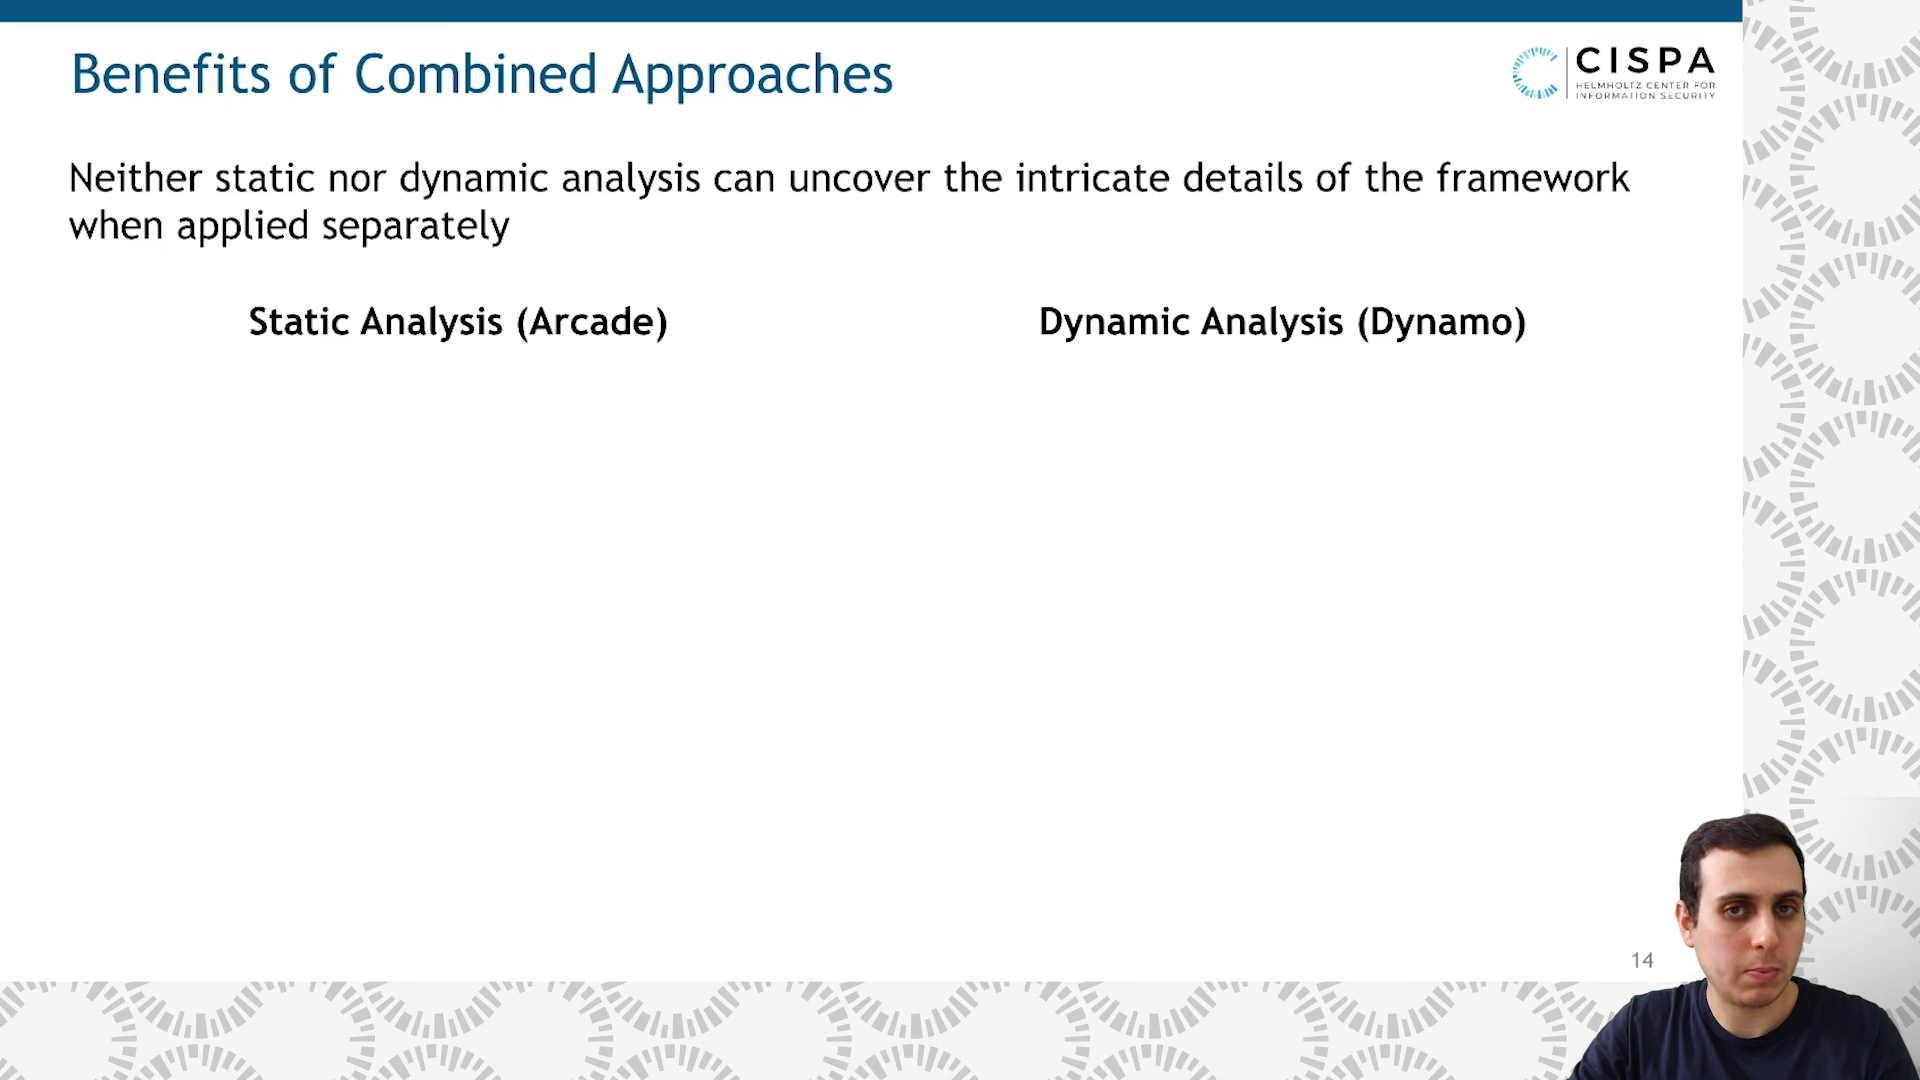 Benefits of Combined Approaches
CISPA
HELMHOLTZ CENTER FOR
INFORMATION SECURITY
Neither static nor dynamic analysis can uncover the intricate details of the framework
when applied separately
Static Analysis (Arcade)
Dynamic Analysis (Dynamo)
14